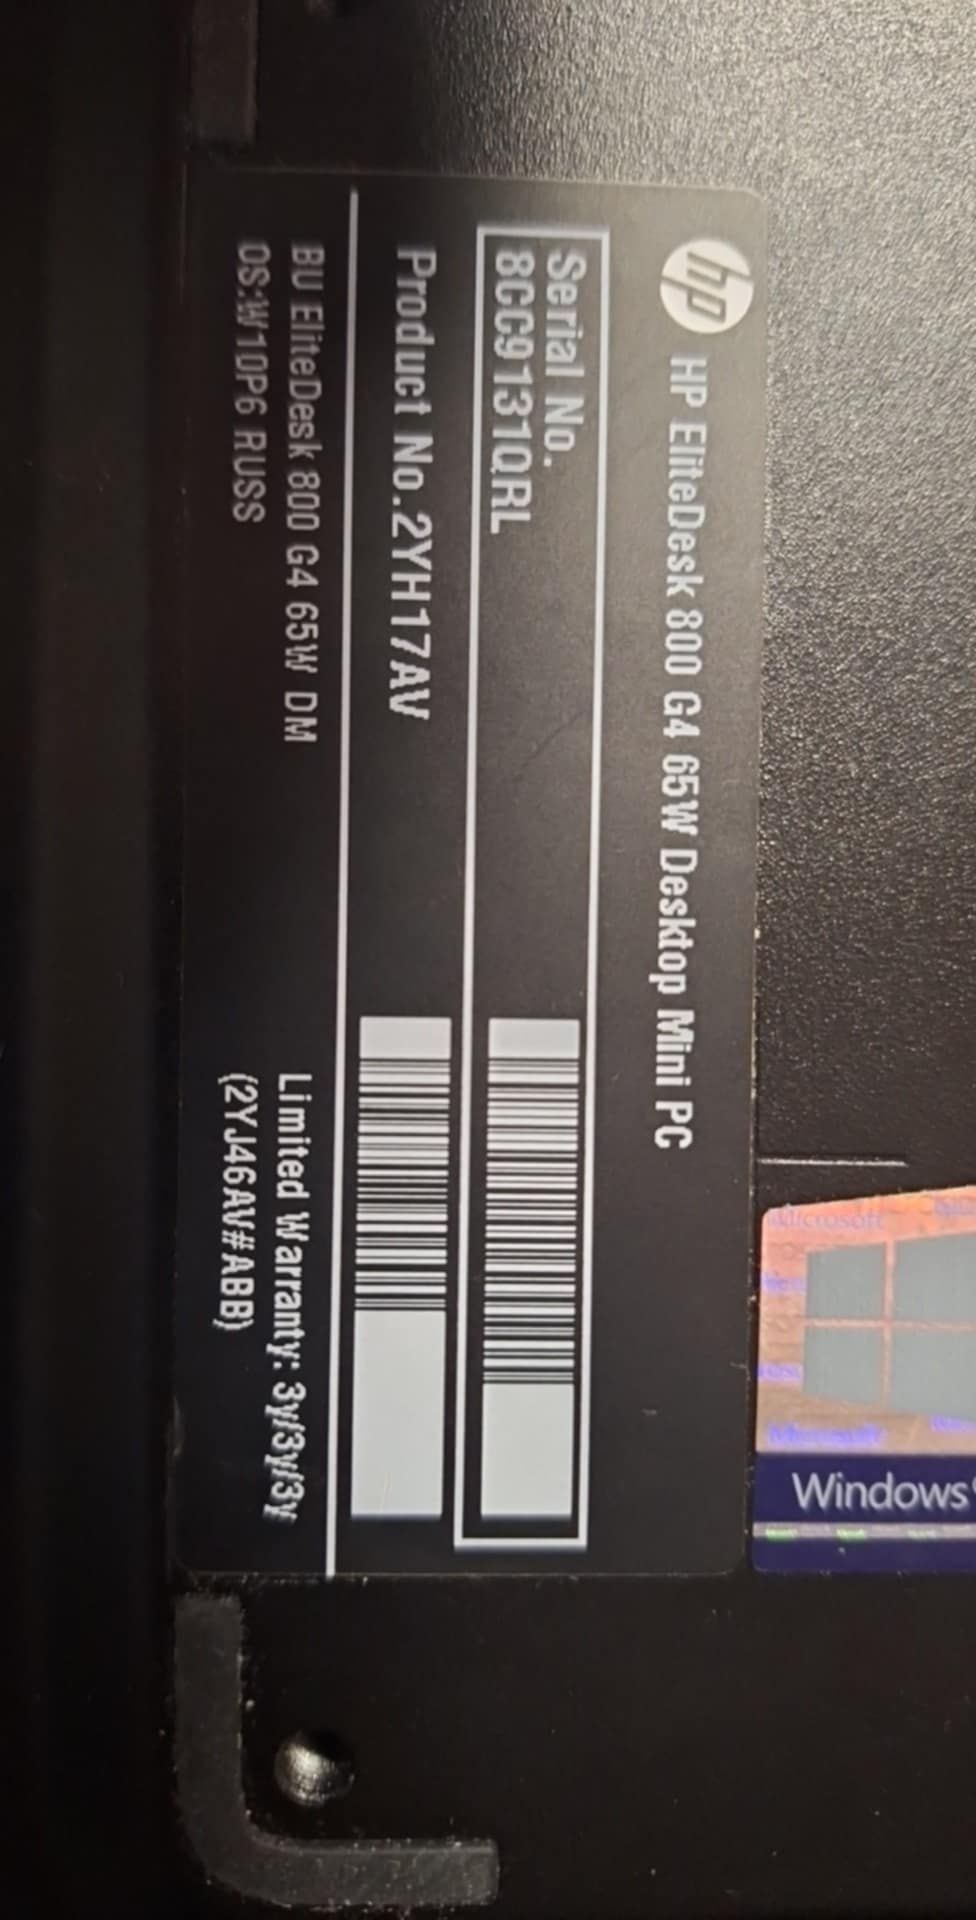 hp HP EliteDesk 800 G4 65W Desktop Mini PC
Serial No.
8CC9131QRL
Product No.2YH17AV
BU EliteDesk 800 G4 65W DM
OS:W10P6 RUSS
Limited Warranty: 3y/3y/3y
(2YJ46AV#ABB)
Microsoft
Microsoft
Windows